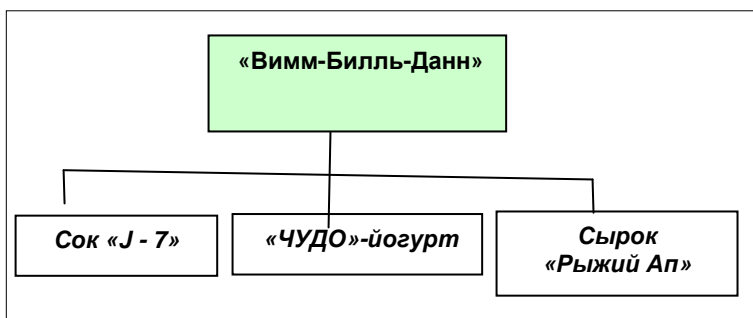 «Вимм-Билль-Данн»
Сок «J - 7»
«ЧУДО»-йогурт
Сырок
«Рыжий Ап»